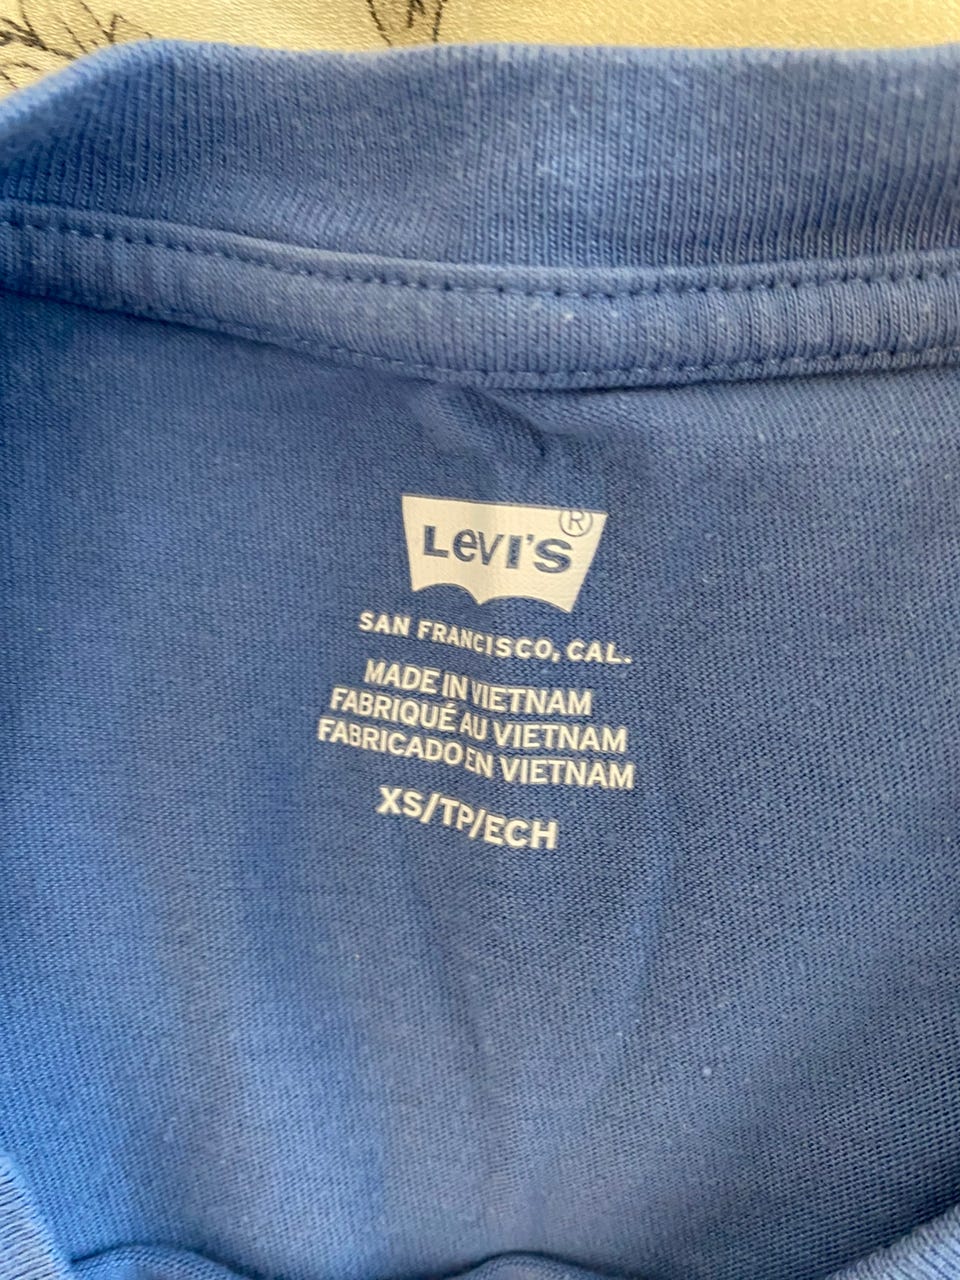 LEVI'S®
SAN FRANCISCO, CAL.
MADE IN VIETNAM
FABRIQUÉ AU VIETNAM
FABRICADO EN VIETNAM
XS/TP/ECH